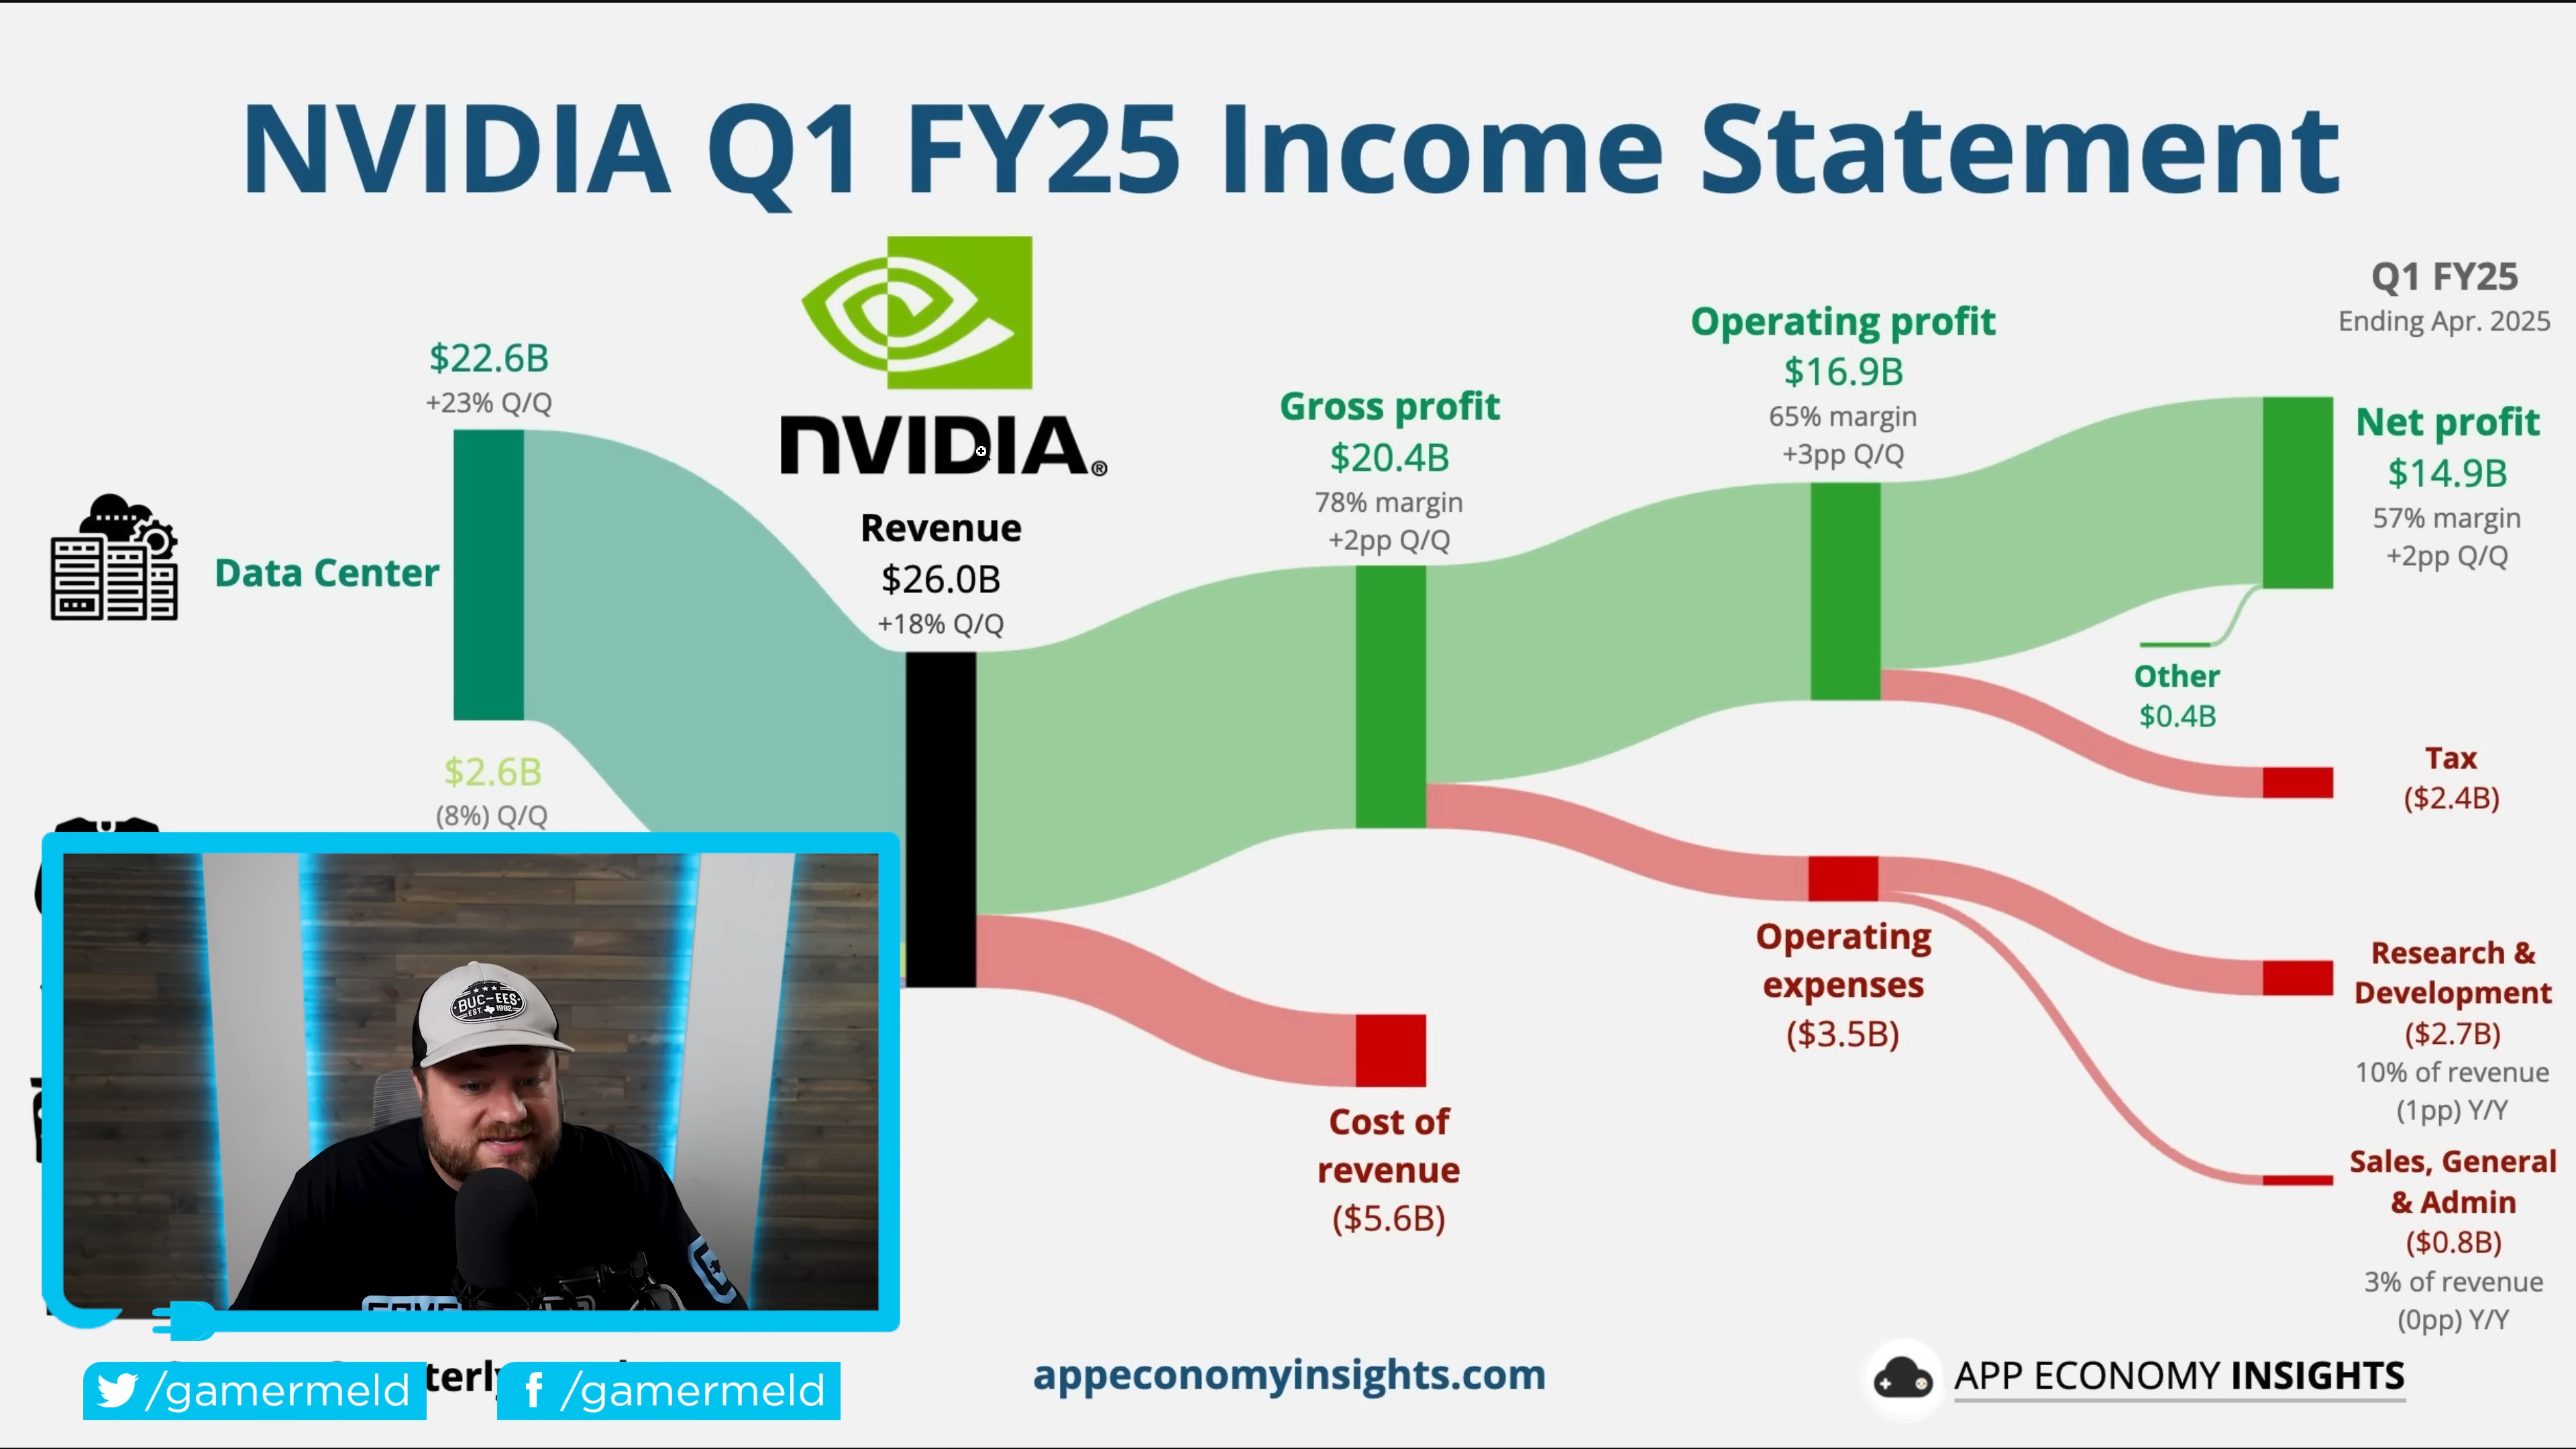 NVIDIA Q1 FY25 Income Statement
Q1 FY25
Ending Apr. 2025
$22.6B
+23% Q/Q
Data Center
$2.6B
(8%) Q/Q
NVIDIA®
Revenue
$26.0B
+18% Q/Q
Gross profit
$20.4B
78% margin
+2pp Q/Q
Operating profit
$16.9B
65% margin
+3pp Q/Q
Net profit
$14.9B
57% margin
+2pp Q/Q
Other
$0.4B
Tax
($2.4B)
Operating
expenses
($3.5B)
Research &
Development
($2.7B)
10% of revenue
(1pp) Y/Y
Sales, General
& Admin
($0.8B)
3% of revenue
(0pp) Y/Y
Cost of
revenue
($5.6B)
BUC-EES
EST. 1982
/gamermeld
/gamermeld
appeconomyinsights.com
APP ECONOMY INSIGHTS